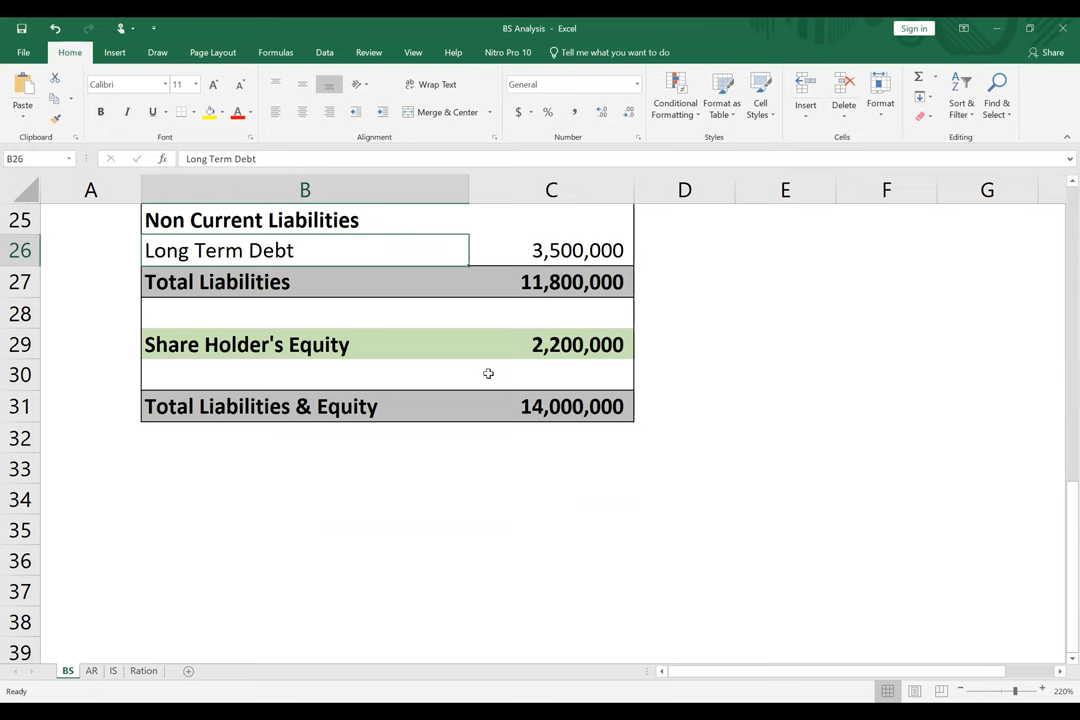 BS Analysis - Excel
Sign in
File Home Insert Draw Page Layout Formulas Data Review View Help Nitro Pro 10 Tell me what you want to do Share
Paste
Calibri 11
B I U
Wrap Text
Merge & Center
General
$ % ,
Conditional Formatting
Format as Table
Cell Styles
Insert
Delete
Format
Sort & Filter
Find & Select
Clipboard Font Alignment Number Styles Cells Editing
B26 fx Long Term Debt
A B C D E F G
25 Non Current Liabilities
26 Long Term Debt 3,500,000
27 Total Liabilities 11,800,000
28
29 Share Holder's Equity 2,200,000
30
31 Total Liabilities & Equity 14,000,000
32
33
34
35
36
37
38
39
BS AR IS Ration
Ready 220%